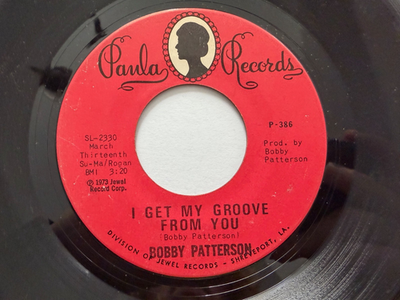 Paula Records
P-386
SL-2330
March
Thirteenth
Su-Ma/Rogan
BMI 3:20
Prod. by
Bobby
Patterson
℗ 1973 Jewel
Record Corp.
I GET MY GROOVE
FROM YOU
(Bobby Patterson)
BOBBY PATTERSON
DIVISION OF JEWEL RECORDS - SHREVEPORT, LA.